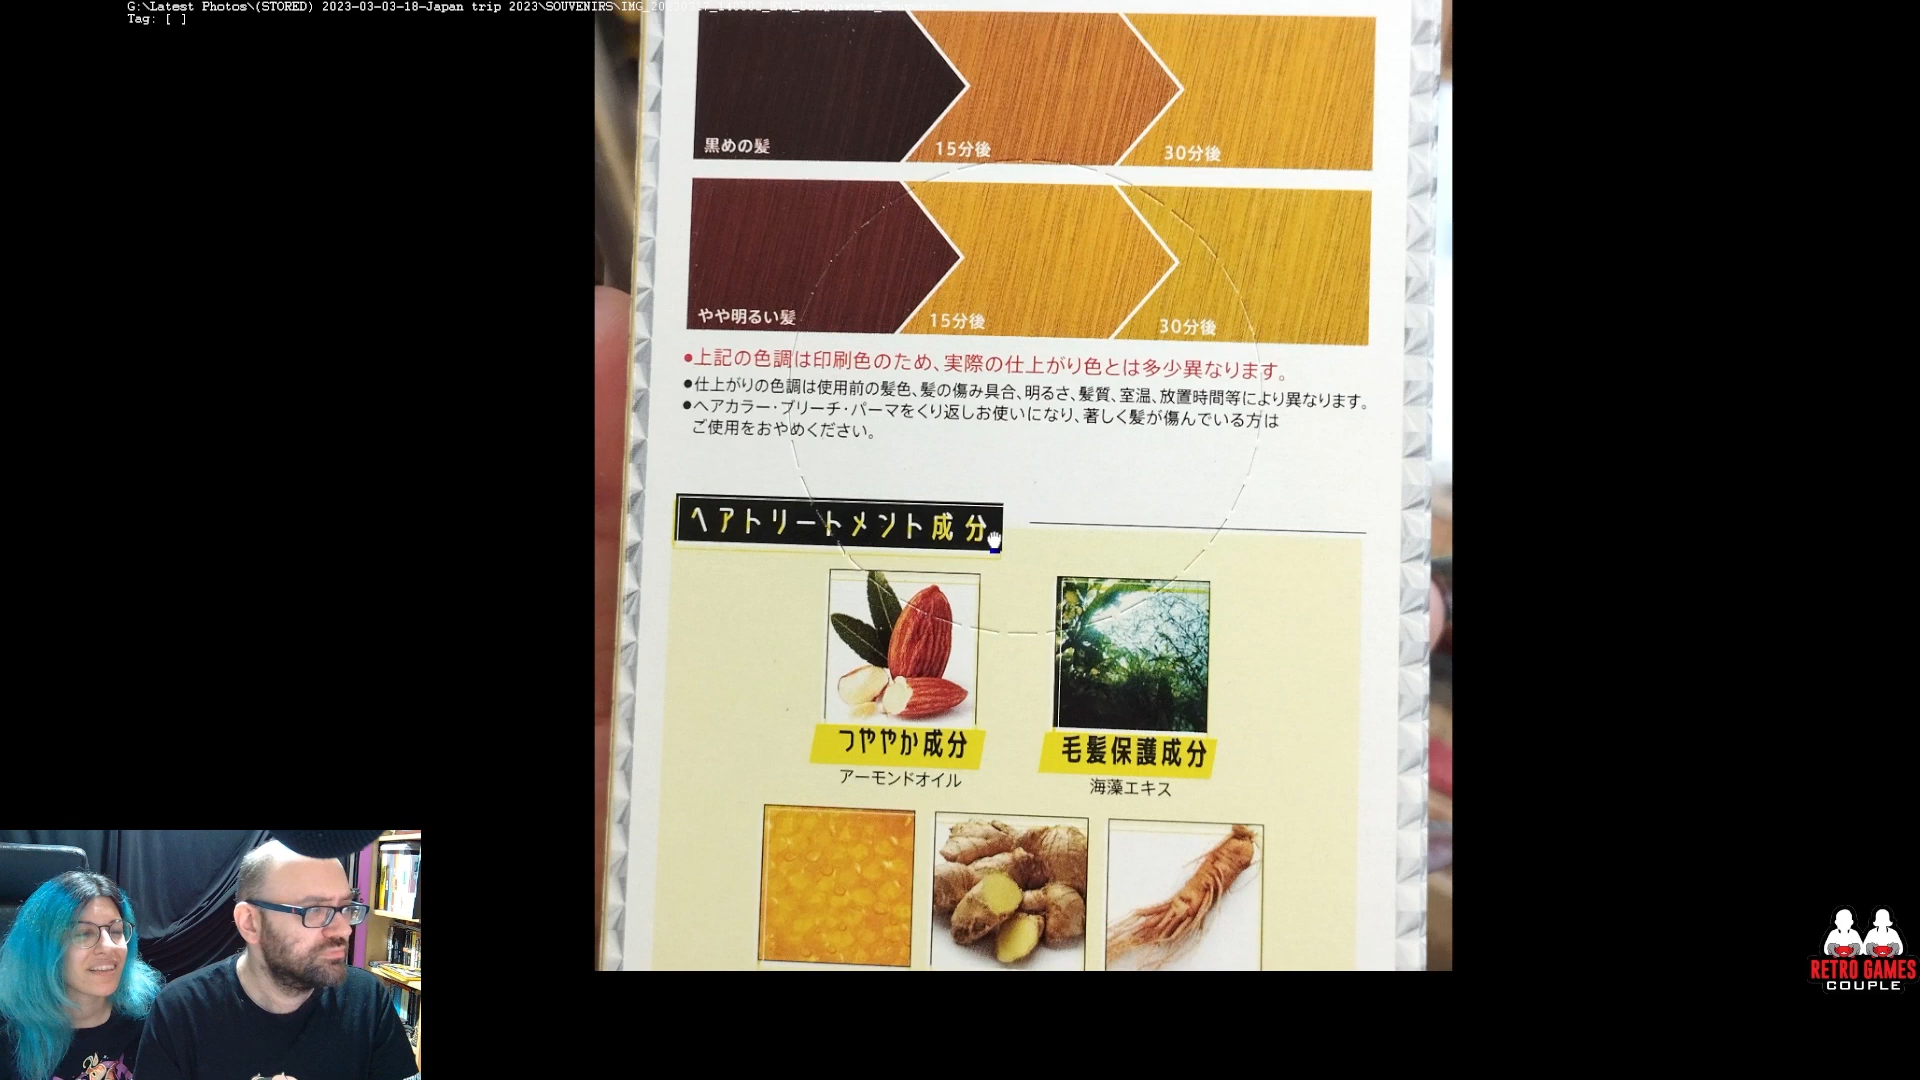 G:\Latest Photos\(STORED) 2023-03-03-18-Japan trip 2023\SOUVENIRS\
Tag: [ ]
黒めの髪
15分後
30分後
やや明るい髪
15分後
30分後
●上記の色調は印刷色のため、実際の仕上がり色とは多少異なります。
●仕上がりの色調は使用前の髪色、髪の傷み具合、明るさ、髪質、室温、放置時間等により異なります。
●ヘアカラー・ブリーチ・パーマをくり返しお使いになり、著しく髪が傷んでいる方は
ご使用をおやめください。
ヘアトリートメント成分
つややか成分
毛髪保護成分
アーモンドオイル
海藻エキス
RETRO GAMES
COUPLE